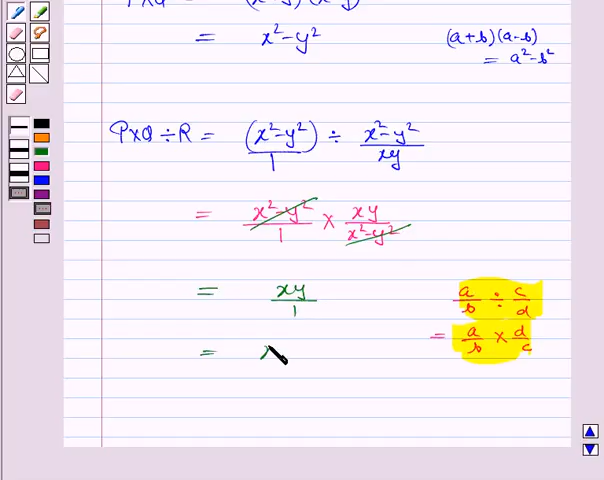 = x² - y² (a+b)(a-b)
= a² - b²
P×Q ÷ R = (x² - y²)/1 ÷ (x² - y²)/xy
= (x² - y²)/1 × xy/(x² - y²)
= xy/1 a/b ÷ c/d
= a/b × d/c
= x